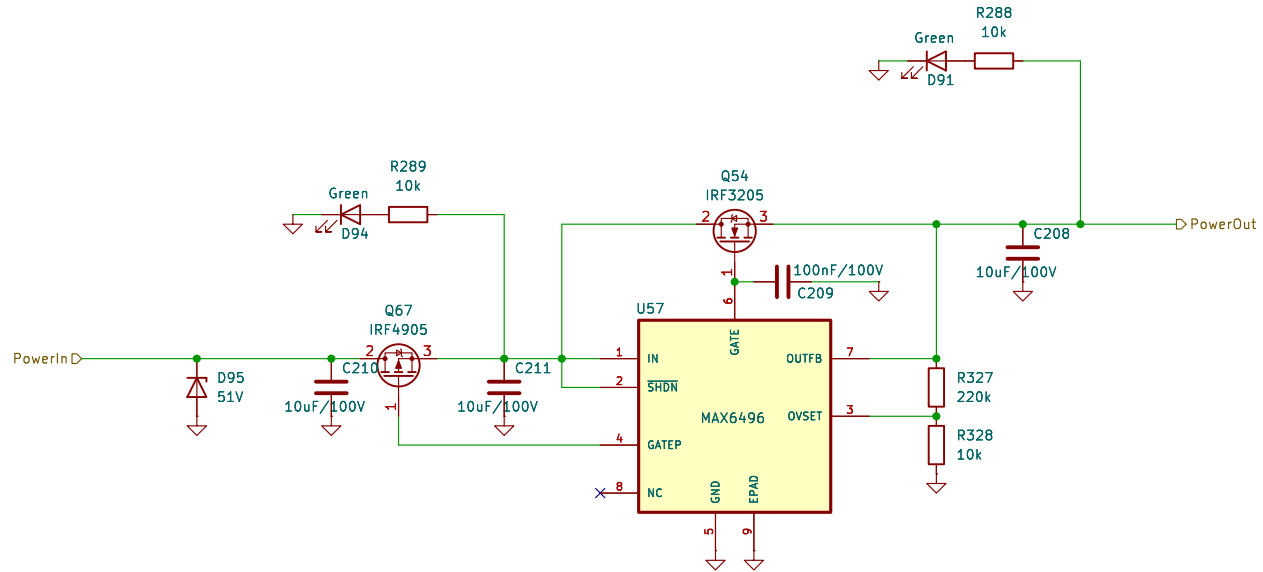 R288
10k
Green
D91
R289
10k
Green
D94
Q54
IRF3205
2
3
1
PowerOut
C208
10uF/100V
100nF/100V
C209
6
U57
GATE
Q67
IRF4905
PowerIn
2
3
1
C210
10uF/100V
C211
10uF/100V
D95
51V
1
IN
2
SHDN
4
GATEP
8
NC
MAX6496
OUTFB
7
OVSET
3
GND
5
EPAD
9
R327
220k
R328
10k